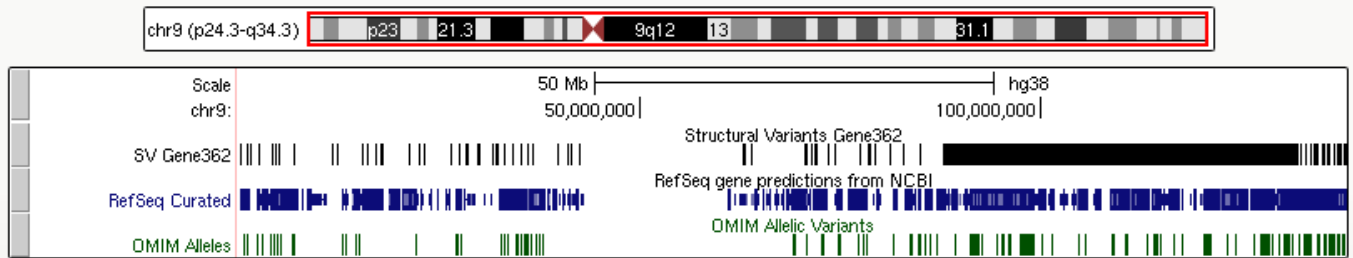 chr9 (p24.3-q34.3) p23 21.3 9q12 13 31.1
Scale 50 Mb hg38
chr9: 50,000,000 100,000,000
Structural Variants Gene362
SV Gene362
RefSeq gene predictions from NCBI
RefSeq Curated
OMIM Allelic Variants
OMIM Alleles